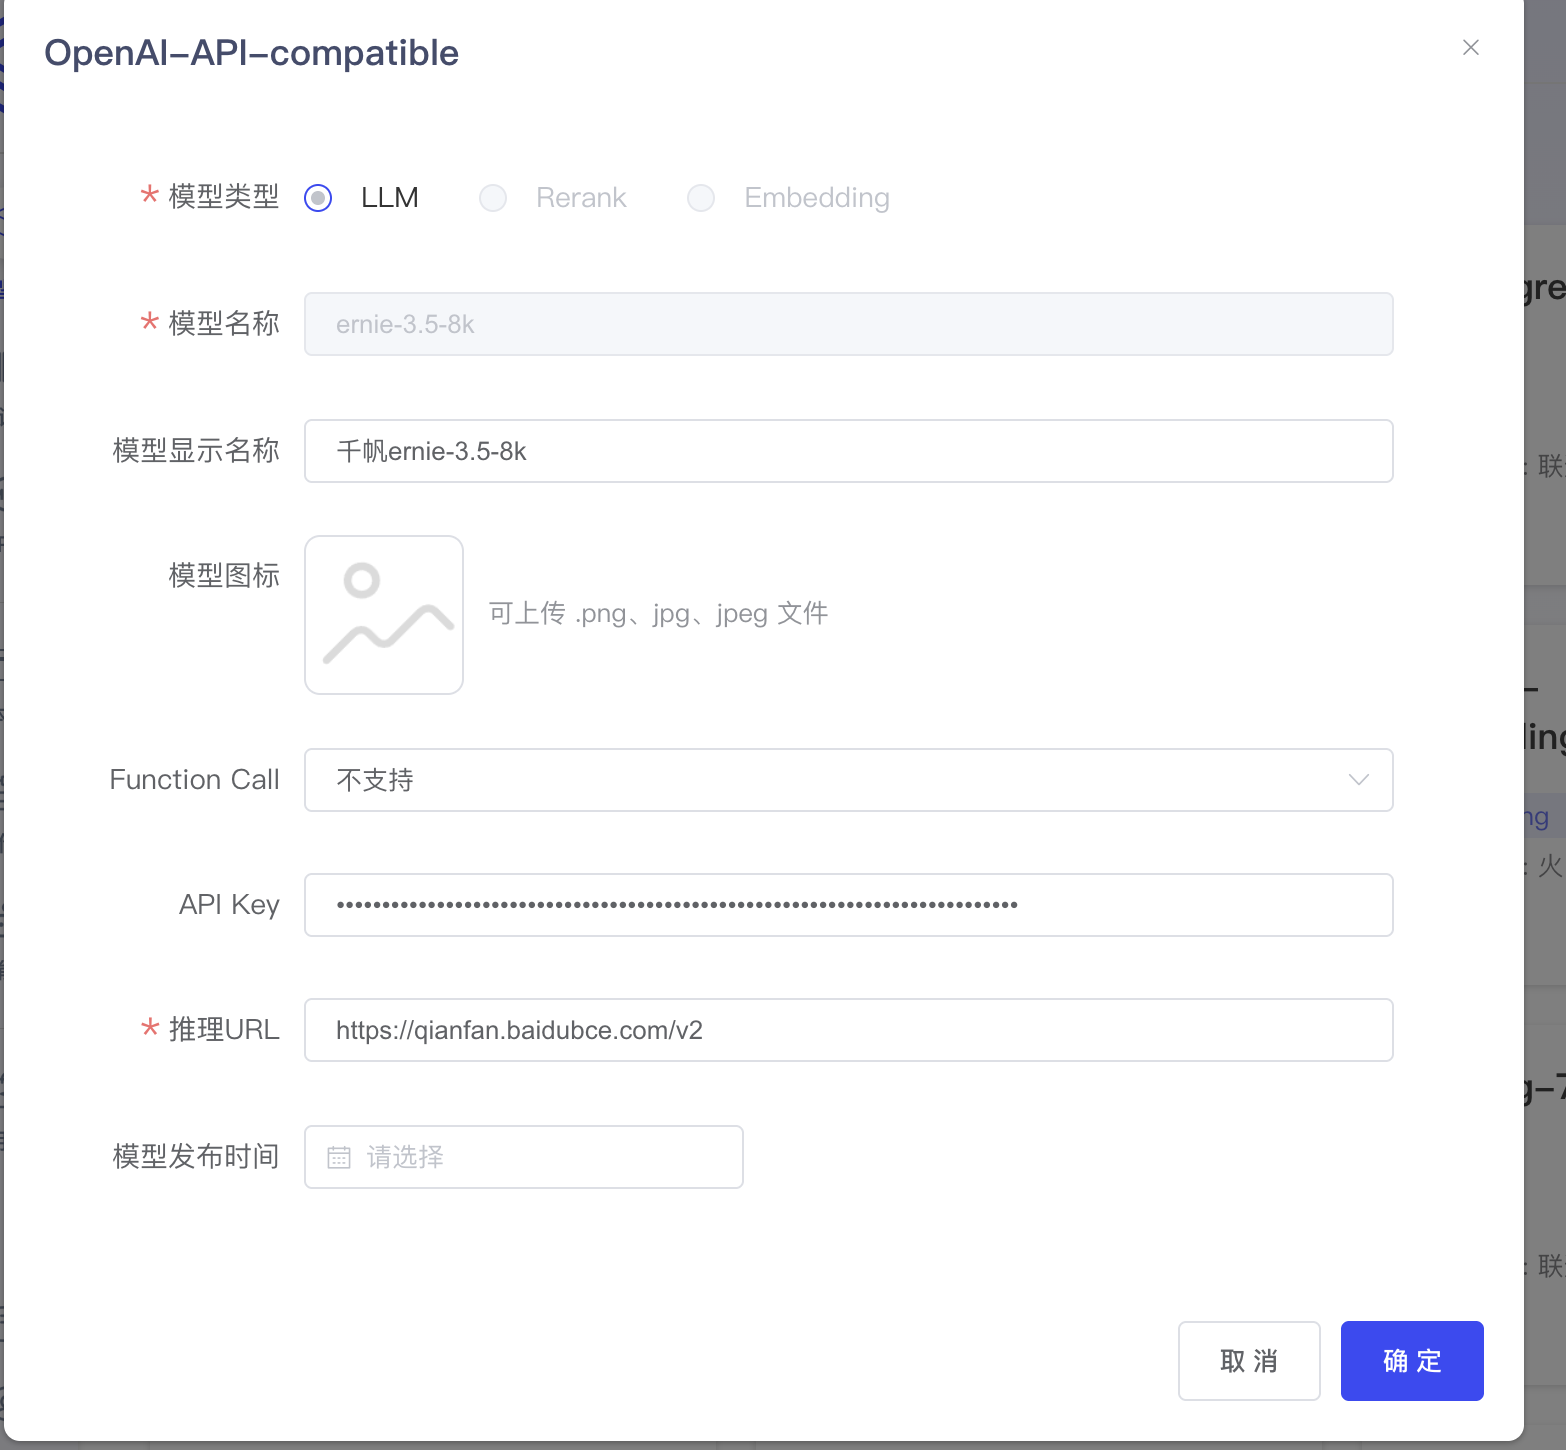 OpenAI-API-compatible
* 模型类型 LLM Rerank Embedding
* 模型名称 ernie-3.5-8k
模型显示名称 千帆ernie-3.5-8k
模型图标 可上传 .png、jpg、jpeg 文件
Function Call 不支持
API Key ••••••••••••••••••••••••••••••••••••••••••••••••••••••••••••••••••••••••••••
* 推理URL https://qianfan.baidubce.com/v2
模型发布时间 请选择
取 消 确 定